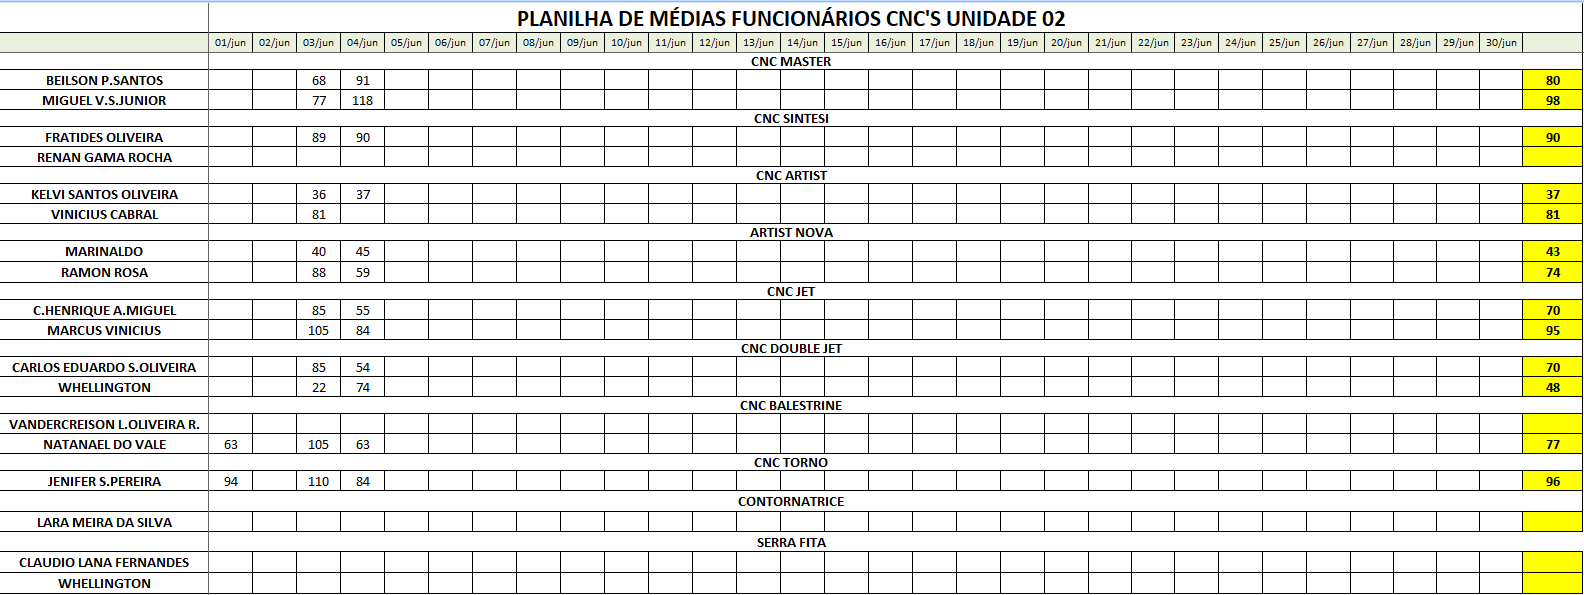 PLANILHA DE MÉDIAS FUNCIONÁRIOS CNC'S UNIDADE 02
01/jun 02/jun 03/jun 04/jun 05/jun 06/jun 07/jun 08/jun 09/jun 10/jun 11/jun 12/jun 13/jun 14/jun 15/jun 16/jun 17/jun 18/jun 19/jun 20/jun 21/jun 22/jun 23/jun 24/jun 25/jun 26/jun 27/jun 28/jun 29/jun 30/jun
CNC MASTER
BEILSON P.SANTOS 68 91 80
MIGUEL V.S.JUNIOR 77 118 98
CNC SINTESI
FRATIDES OLIVEIRA 89 90 90
RENAN GAMA ROCHA
CNC ARTIST
KELVI SANTOS OLIVEIRA 36 37 37
VINICIUS CABRAL 81 81
ARTIST NOVA
MARINALDO 40 45 43
RAMON ROSA 88 59 74
CNC JET
C.HENRIQUE A.MIGUEL 85 55 70
MARCUS VINICIUS 105 84 95
CNC DOUBLE JET
CARLOS EDUARDO S.OLIVEIRA 85 54 70
WHELLINGTON 22 74 48
CNC BALESTRINE
VANDERCREISON L.OLIVEIRA R.
NATANAEL DO VALE 63 105 63 77
CNC TORNO
JENIFER S.PEREIRA 94 110 84 96
CONTORNATRICE
LARA MEIRA DA SILVA
SERRA FITA
CLAUDIO LANA FERNANDES
WHELLINGTON